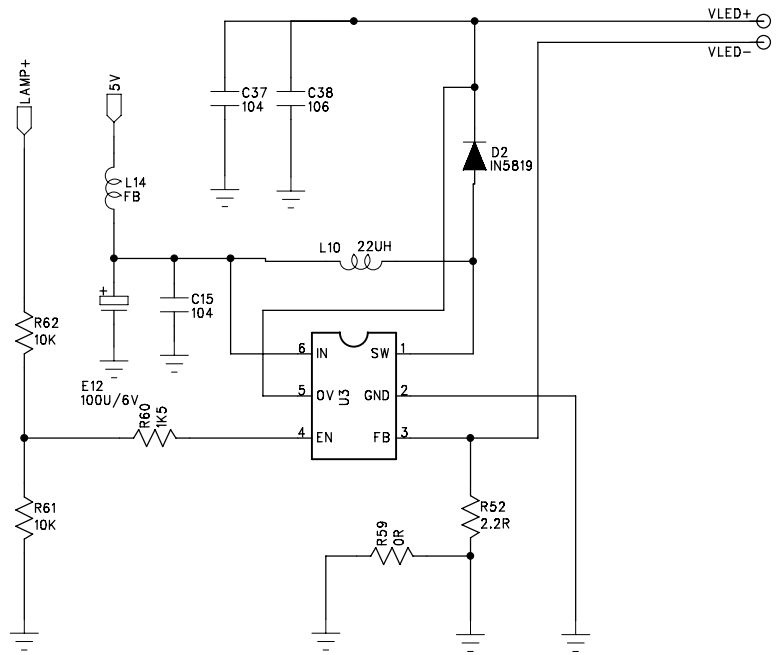 VLED+
VLED-
LAMP+
5V
C37
104
C38
106
D2
IN5819
L14
FB
L10 22UH
+
C15
104
R62
10K
E12
100U/6V
6 IN SW 1
5 OV GND 2
4 EN FB 3
U3
R60
1K5
R61
10K
R52
2.2R
R59
0R